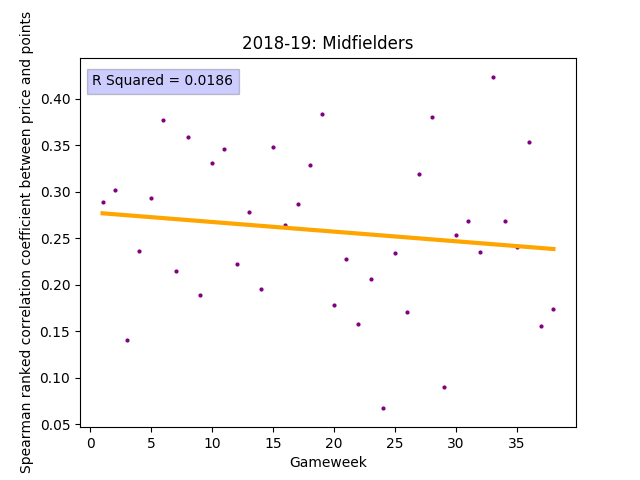 2018-19: Midfielders
Spearman ranked correlation coefficient between price and points
R Squared = 0.0186
0.40
0.35
0.30
0.25
0.20
0.15
0.10
0.05
0 5 10 15 20 25 30 35
Gameweek